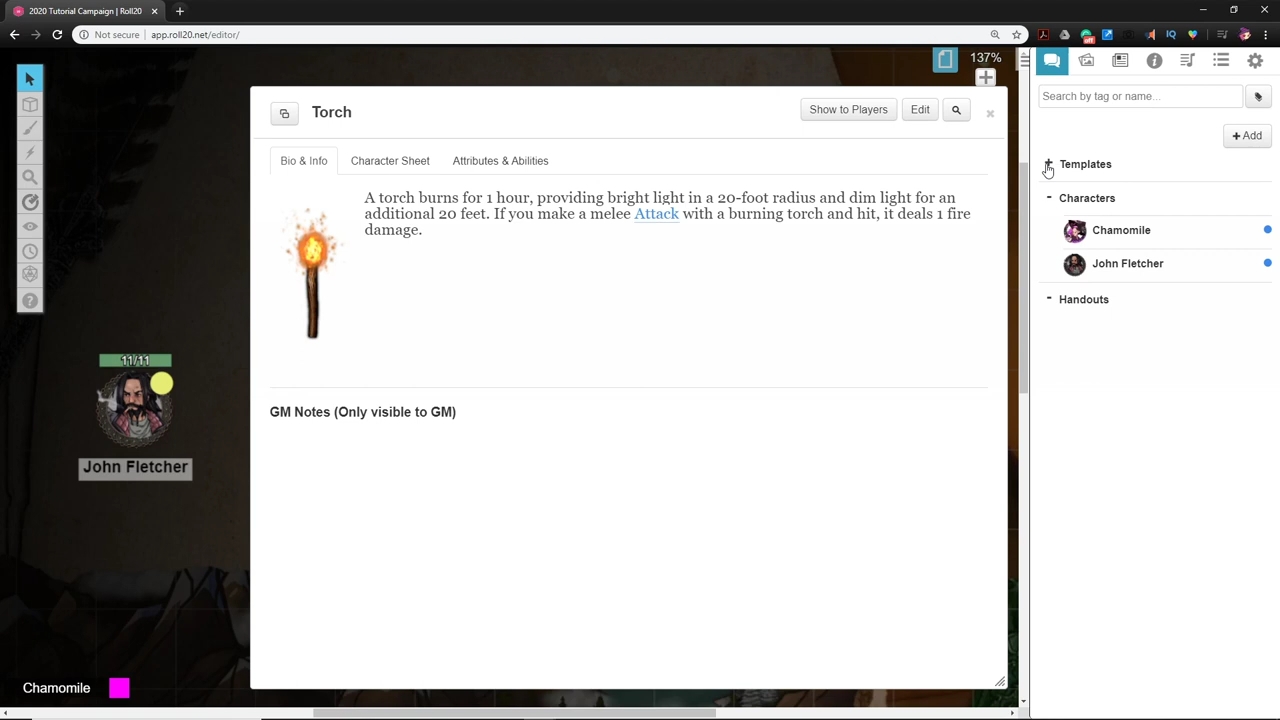 2020 Tutorial Campaign | Roll20
Not secure
app.roll20.net/editor/
off
137%
Torch
Show to Players
Edit
Bio & Info
Character Sheet
Attributes & Abilities
A torch burns for 1 hour, providing bright light in a 20-foot radius and dim light for an
additional 20 feet. If you make a melee Attack with a burning torch and hit, it deals 1 fire
damage.
GM Notes (Only visible to GM)
11/11
John Fletcher
Chamomile
Search by tag or name...
+ Add
Templates
Characters
Chamomile
John Fletcher
Handouts